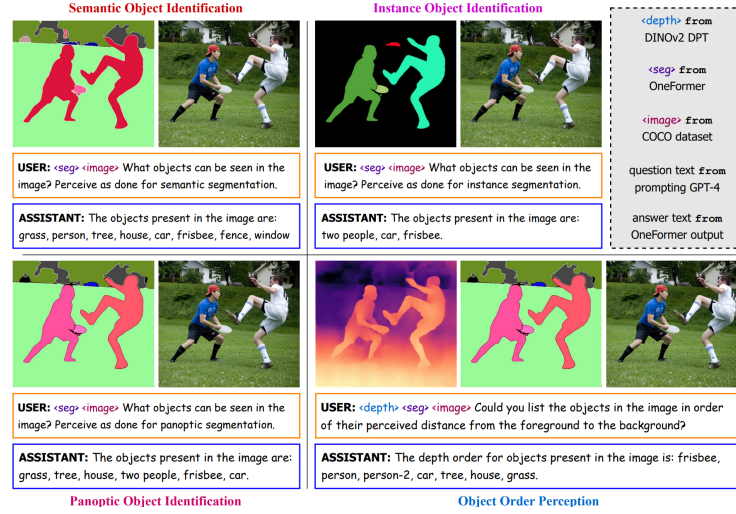 Semantic Object Identification
USER: <seg> <image> What objects can be seen in the
image? Perceive as done for semantic segmentation.
ASSISTANT: The objects present in the image are:
grass, person, tree, house, car, frisbee, fence, window
Instance Object Identification
USER: <seg> <image> What objects can be seen in the
image? Perceive as done for instance segmentation.
ASSISTANT: The objects present in the image are:
two people, car, frisbee.
<depth> from
DINOv2 DPT
<seg> from
OneFormer
<image> from
COCO dataset
question text from
prompting GPT-4
answer text from
OneFormer output
USER: <seg> <image> What objects can be seen in the
image? Perceive as done for panoptic segmentation.
ASSISTANT: The objects present in the image are:
grass, tree, house, two people, frisbee, car.
Panoptic Object Identification
USER: <depth> <seg> <image> Could you list the objects in the image in order
of their perceived distance from the foreground to the background?
ASSISTANT: The depth order for objects present in the image is: frisbee,
person, person-2, car, tree, house, grass.
Object Order Perception